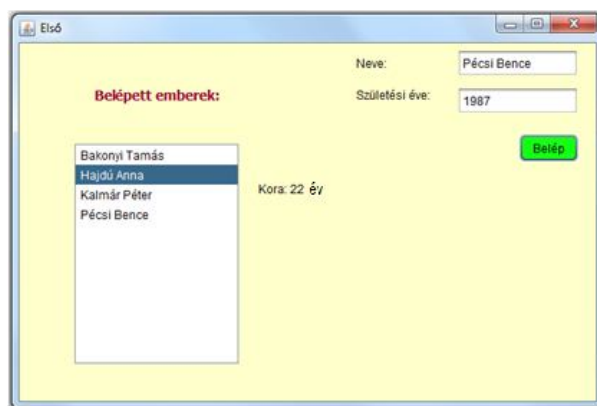 Első
Neve: Pécsi Bence
Belépett emberek:
Születési éve: 1987
Belép
Bakonyi Tamás
Hajdú Anna
Kalmár Péter
Pécsi Bence
Kora: 22 év